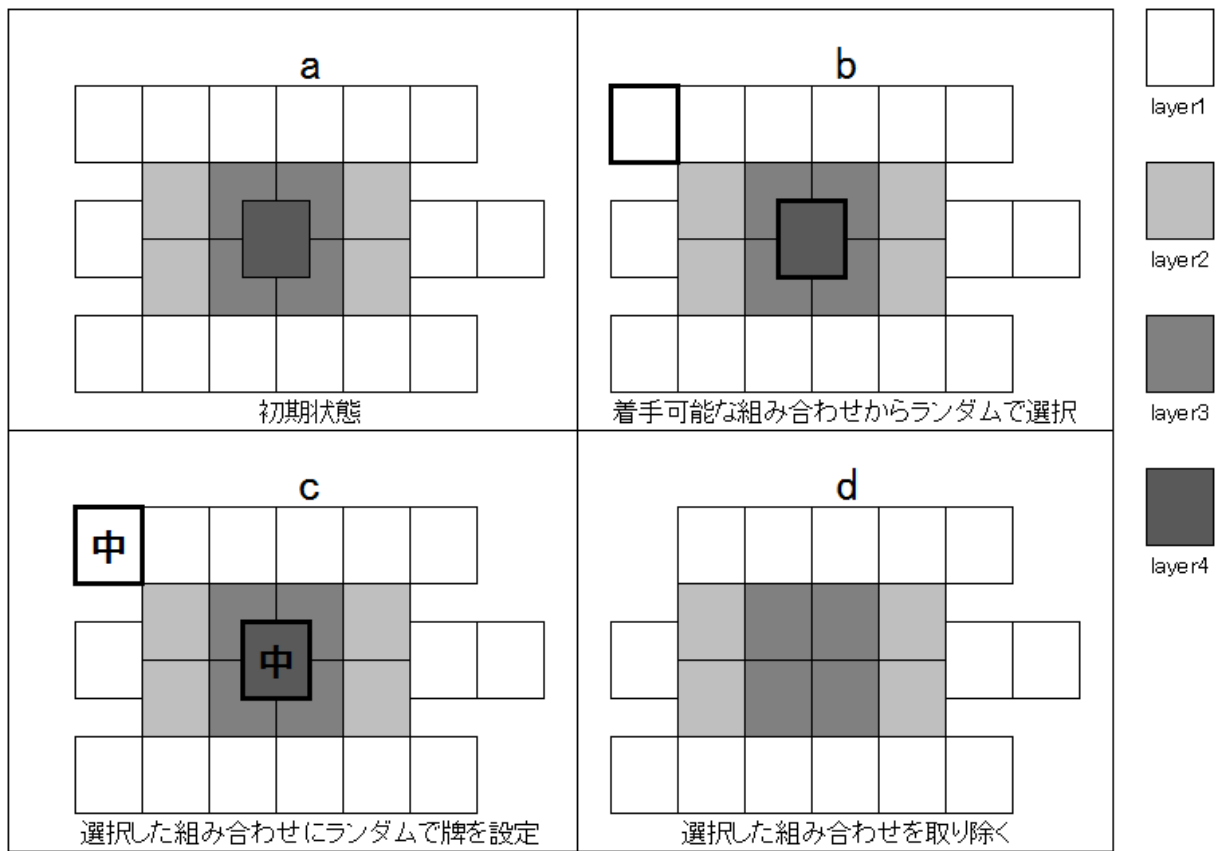 a
初期状態
b
着手可能な組み合わせからランダムで選択
c
中
中
選択した組み合わせにランダムで牌を設定
d
選択した組み合わせを取り除く
layer1
layer2
layer3
layer4